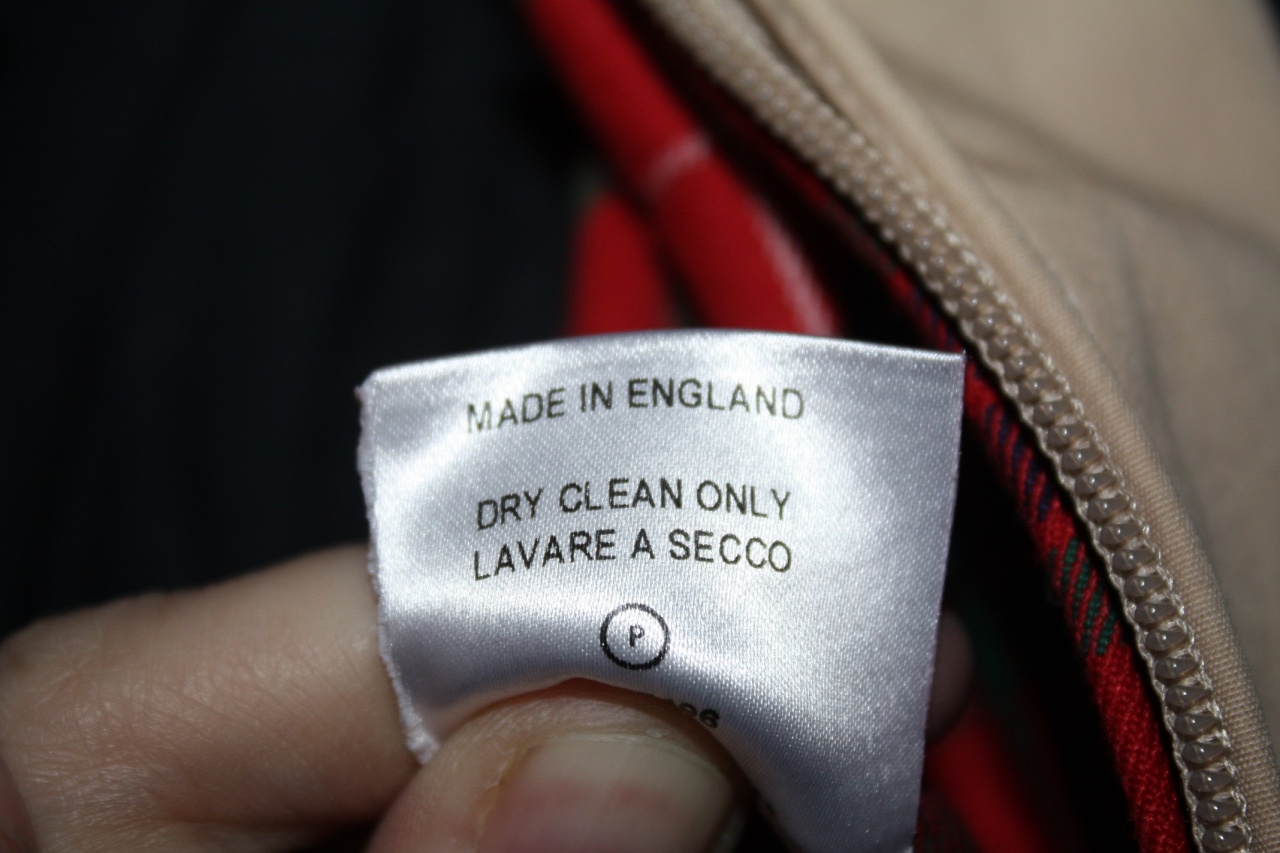 MADE IN ENGLAND
DRY CLEAN ONLY
LAVARE A SECCO
P